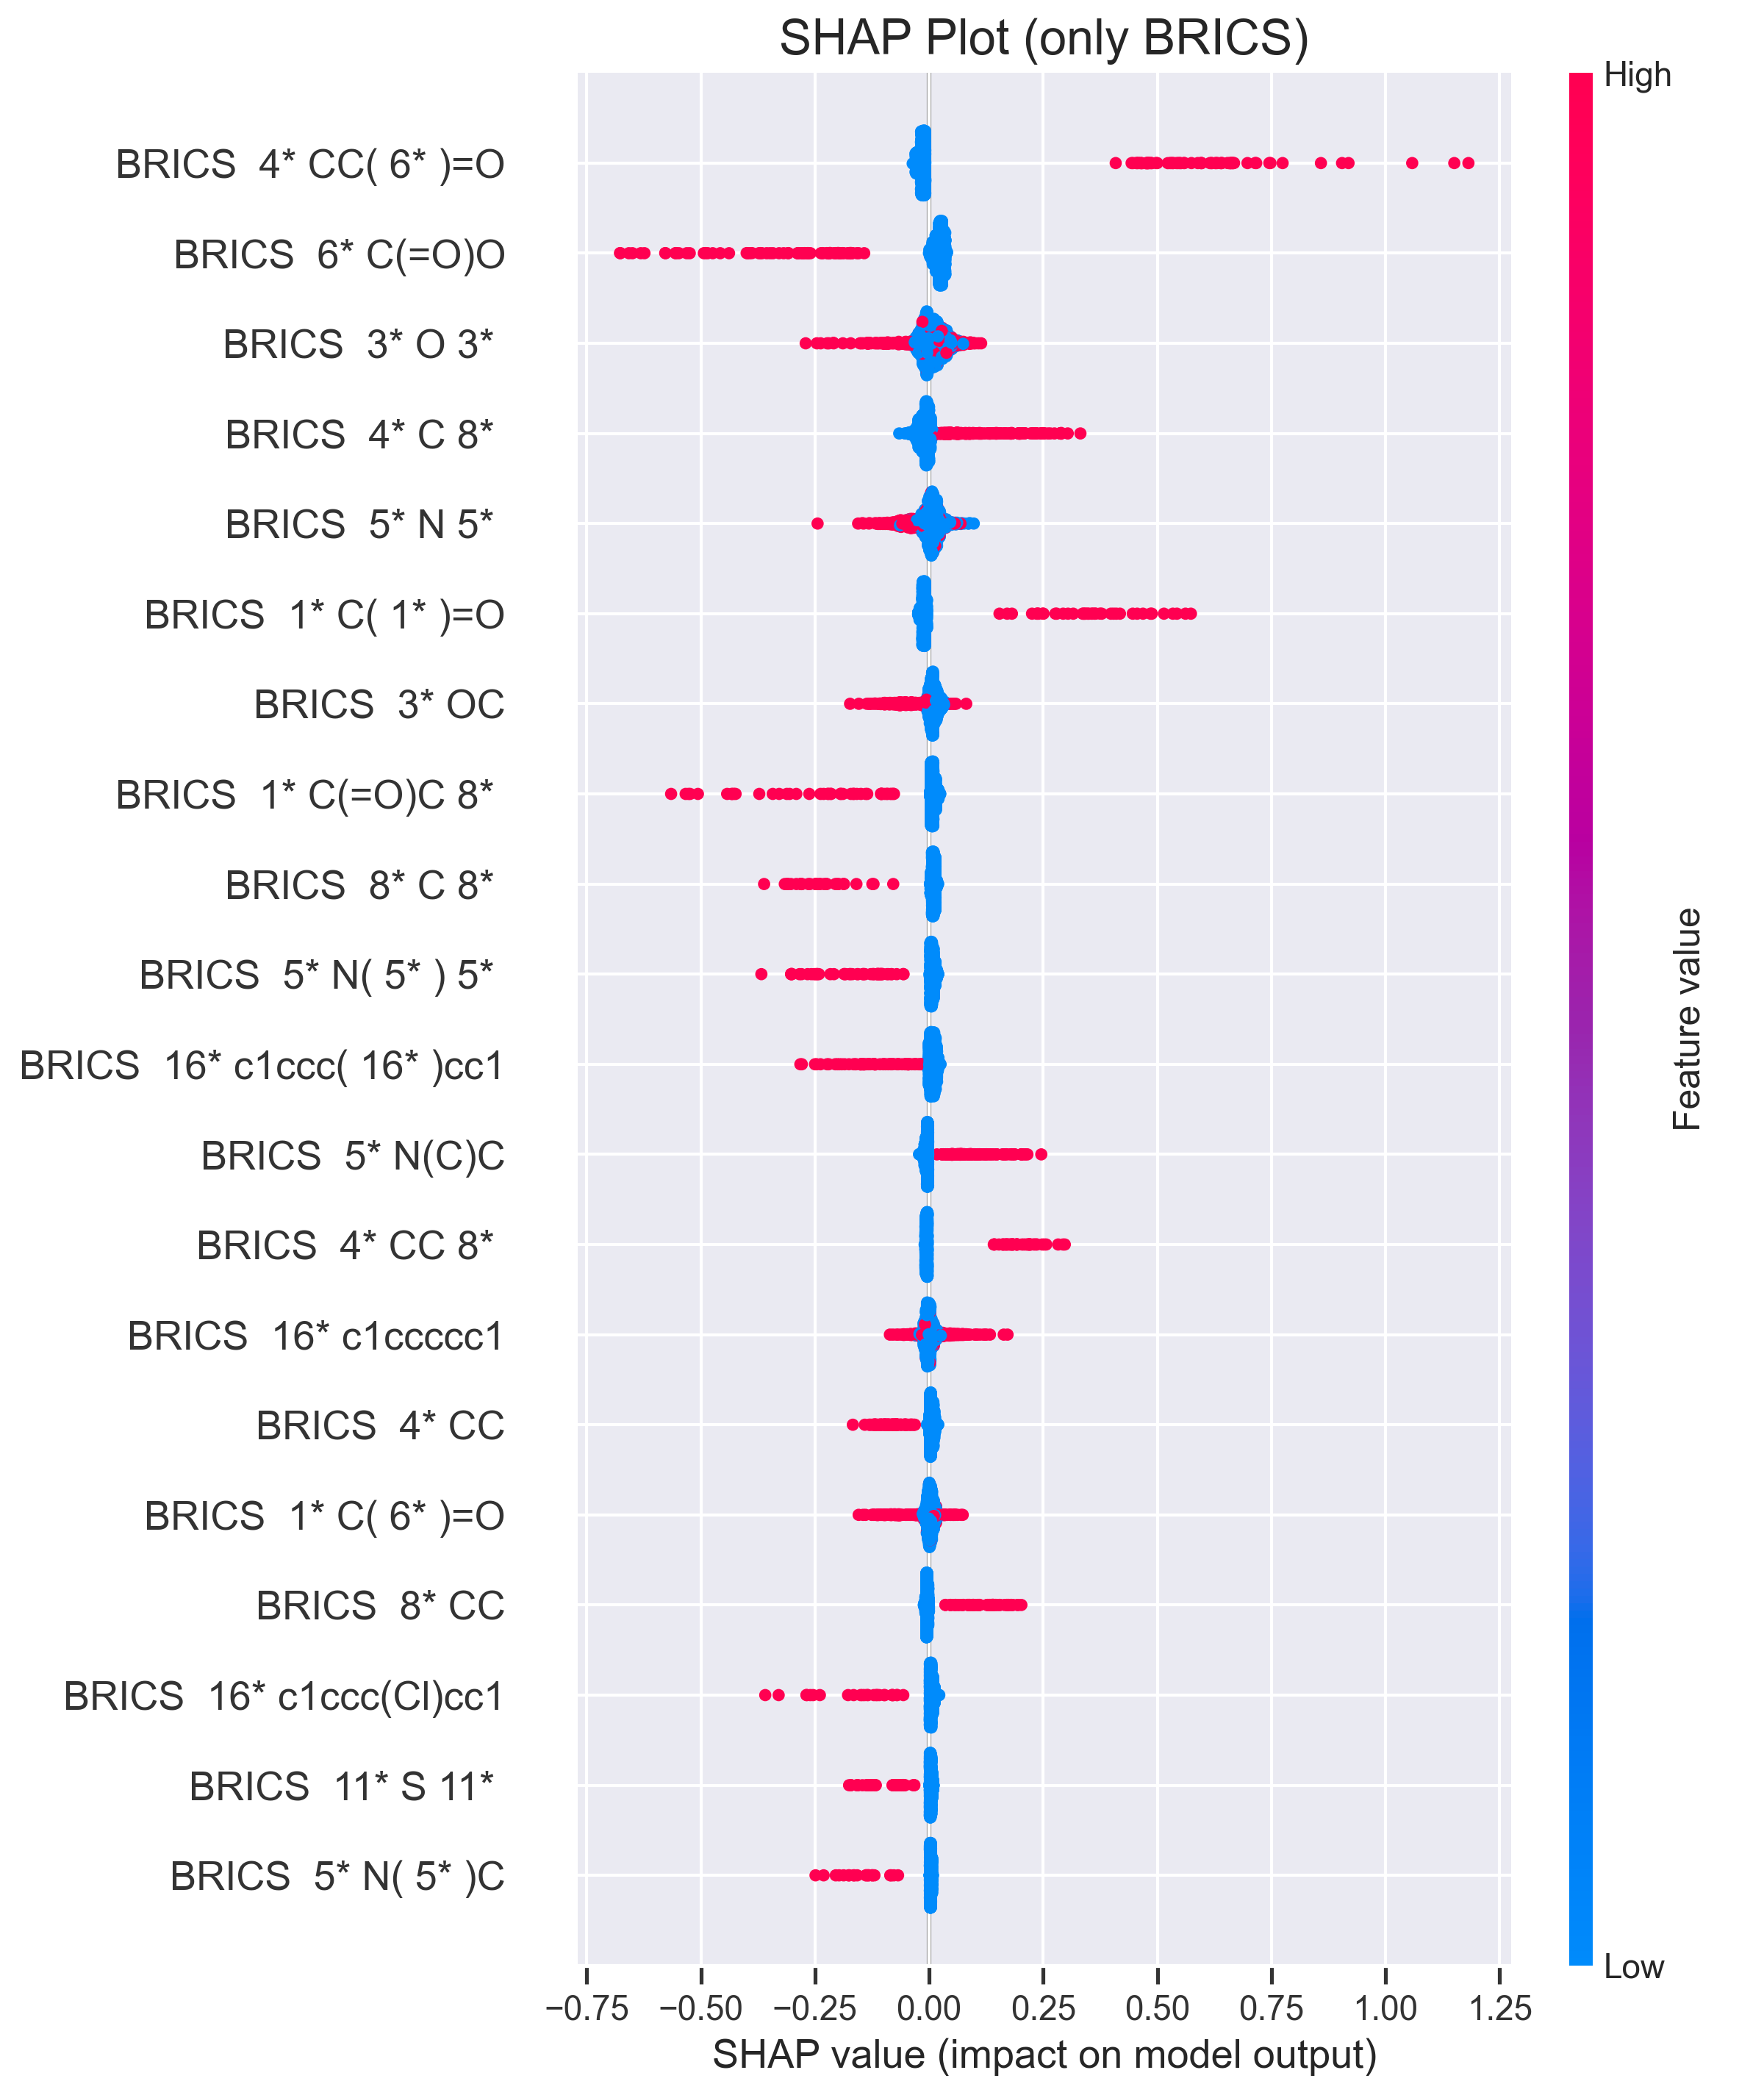 SHAP Plot (only BRICS)
High
BRICS 4* CC( 6* )=O
BRICS 6* C(=O)O
BRICS 3* O 3*
BRICS 4* C 8*
BRICS 5* N 5*
BRICS 1* C( 1* )=O
BRICS 3* OC
BRICS 1* C(=O)C 8*
BRICS 8* C 8*
BRICS 5* N( 5* ) 5*
BRICS 16* c1ccc( 16* )cc1
BRICS 5* N(C)C
BRICS 4* CC 8*
BRICS 16* c1ccccc1
BRICS 4* CC
BRICS 1* C( 6* )=O
BRICS 8* CC
BRICS 16* c1ccc(Cl)cc1
BRICS 11* S 11*
BRICS 5* N( 5* )C
Feature value
Low
−0.75 −0.50 −0.25 0.00 0.25 0.50 0.75 1.00 1.25
SHAP value (impact on model output)